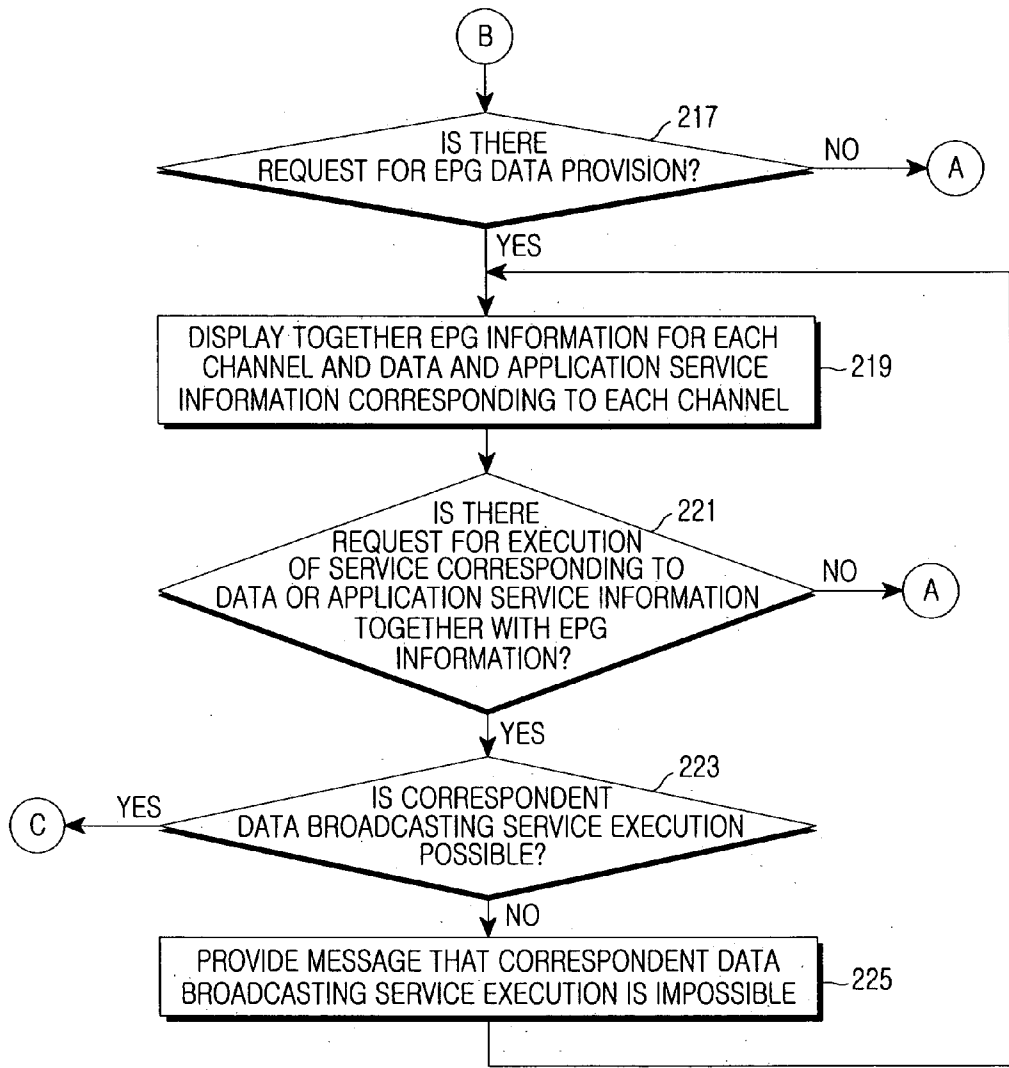 B
217
IS THERE
REQUEST FOR EPG DATA PROVISION?
NO
A
YES
DISPLAY TOGETHER EPG INFORMATION FOR EACH
CHANNEL AND DATA AND APPLICATION SERVICE
INFORMATION CORRESPONDING TO EACH CHANNEL
219
221
IS THERE
REQUEST FOR EXECUTION
OF SERVICE CORRESPONDING TO
DATA OR APPLICATION SERVICE INFORMATION
TOGETHER WITH EPG
INFORMATION?
NO
A
YES
223
IS CORRESPONDENT
DATA BROADCASTING SERVICE EXECUTION
POSSIBLE?
YES
C
NO
PROVIDE MESSAGE THAT CORRESPONDENT DATA
BROADCASTING SERVICE EXECUTION IS IMPOSSIBLE
225